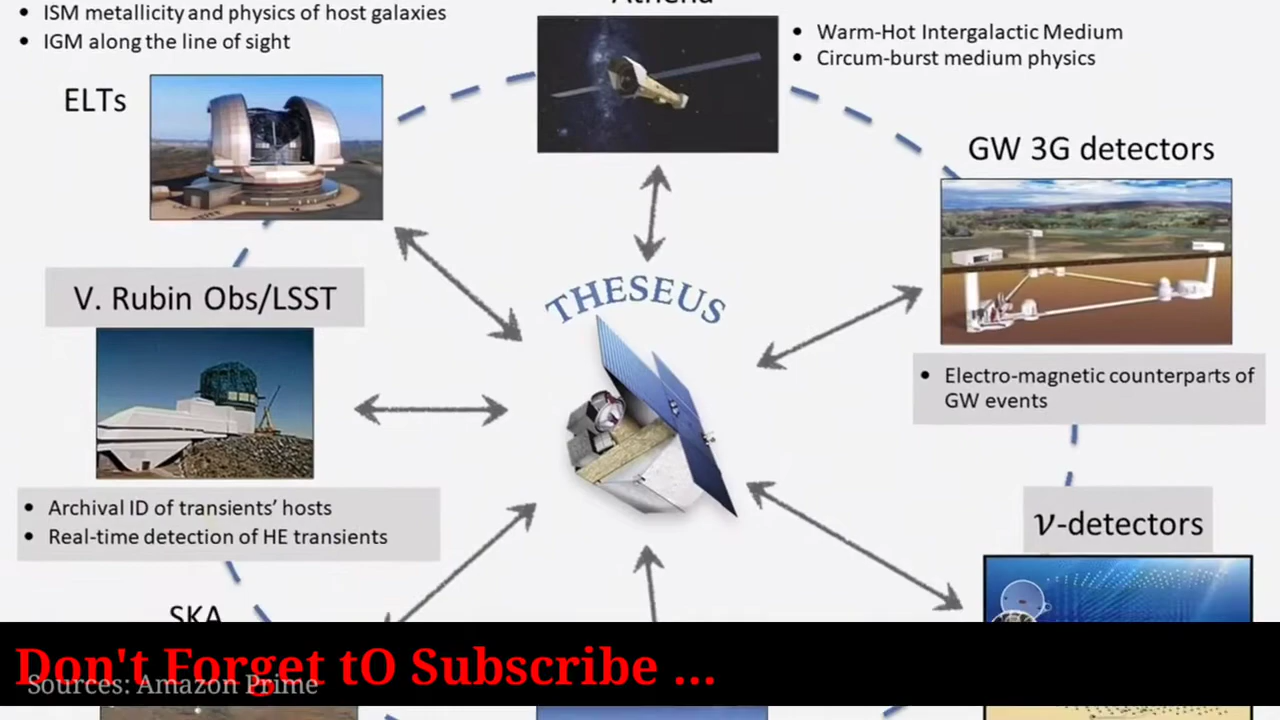 ISM metallicity and physics of host galaxies
IGM along the line of sight
Athena
Warm-Hot Intergalactic Medium
Circum-burst medium physics
ELTs
GW 3G detectors
V. Rubin Obs/LSST
THESEUS
Electro-magnetic counterparts of
GW events
Archival ID of transients' hosts
Real-time detection of HE transients
ν-detectors
SKA
Don't Forget tO Subscribe ...
Sources: Amazon Prime